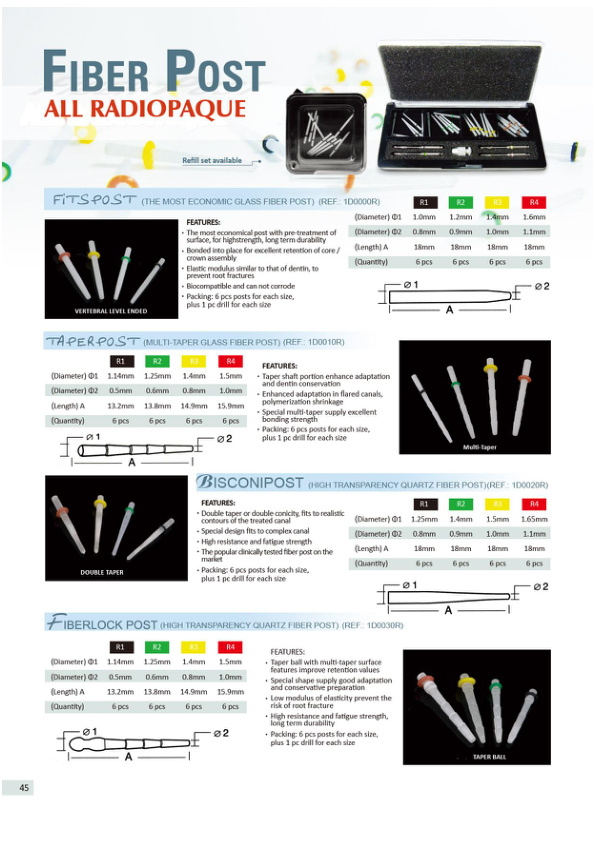 FIBER POST
ALL RADIOPAQUE
Refill set available
FITSPOST (THE MOST ECONOMIC GLASS FIBER POST) (REF.: 1D0000R)
FEATURES:
• The most economical post with pre-treatment of
surface, for highstrength, long term durability
• Bonded into place for excellent retention of core /
crown assembly
• Elastic modulus similar to that of dentin, to
prevent root fractures
• Biocompatible and can not corrode
• Packing: 6 pcs posts for each size,
plus 1 pc drill for each size
VERTEBRAL LEVEL ENDED
R1 R2 R3 R4
(Diameter) Φ1 1.0mm 1.2mm 1.4mm 1.6mm
(Diameter) Φ2 0.8mm 0.9mm 1.0mm 1.1mm
(Length) A 18mm 18mm 18mm 18mm
(Quantity) 6 pcs 6 pcs 6 pcs 6 pcs
Ø 1 Ø 2
A
TAPERPOST (MULTI-TAPER GLASS FIBER POST) (REF.: 1D0010R)
R1 R2 R3 R4
(Diameter) Φ1 1.14mm 1.25mm 1.4mm 1.5mm
(Diameter) Φ2 0.5mm 0.6mm 0.8mm 1.0mm
(Length) A 13.2mm 13.8mm 14.9mm 15.9mm
(Quantity) 6 pcs 6 pcs 6 pcs 6 pcs
Ø 1 Ø 2
A
FEATURES:
• Taper shaft portion enhance adaptation
and dentin conservation
• Enhanced adaptation in flared canals,
polymerization shrinkage
• Special multi-taper supply excellent
bonding strength
• Packing: 6 pcs posts for each size,
plus 1 pc drill for each size
Multi-Taper
BISCONIPOST (HIGH TRANSPARENCY QUARTZ FIBER POST)(REF.: 1D0020R)
DOUBLE TAPER
FEATURES:
• Double taper or double conicity, fits to realistic
contours of the treated canal
• Special design fits to complex canal
• High resistance and fatigue strength
• The popular clinically tested fiber post on the
market
• Packing: 6 pcs posts for each size,
plus 1 pc drill for each size
R1 R2 R3 R4
(Diameter) Φ1 1.25mm 1.4mm 1.5mm 1.65mm
(Diameter) Φ2 0.8mm 0.9mm 1.0mm 1.1mm
(Length) A 18mm 18mm 18mm 18mm
(Quantity) 6 pcs 6 pcs 6 pcs 6 pcs
Ø 1 Ø 2
A
FIBERLOCK POST (HIGH TRANSPARENCY QUARTZ FIBER POST) (REF.: 1D0030R)
R1 R2 R3 R4
(Diameter) Φ1 1.14mm 1.25mm 1.4mm 1.5mm
(Diameter) Φ2 0.5mm 0.6mm 0.8mm 1.0mm
(Length) A 13.2mm 13.8mm 14.9mm 15.9mm
(Quantity) 6 pcs 6 pcs 6 pcs 6 pcs
Ø 1 Ø 2
A
FEATURES:
• Taper ball with multi-taper surface
features improve retention values
• Special shape supply good adaptation
and conservative preparation
• Low modulus of elasticity prevent the
risk of root fracture
• High resistance and fatigue strength,
long term durability
• Packing: 6 pcs posts for each size,
plus 1 pc drill for each size
TAPER BALL
45